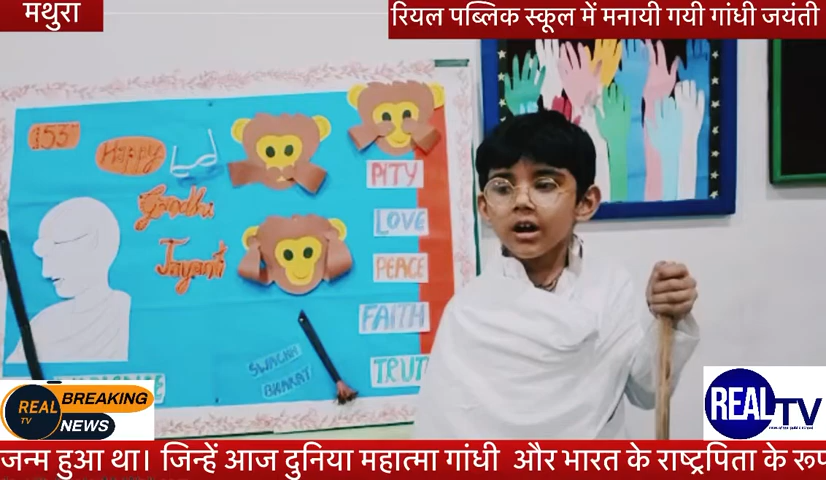 मथुरा
रियल पब्लिक स्कूल में मनायी गयी गांधी जयंती
153
Happy
Gandhi
Jayanti
PITY
LOVE
PEACE
FAITH
TRUT
SWACHH
BHARAT
REAL TV
BREAKING
NEWS
REAL TV
जन्म हुआ था। जिन्हें आज दुनिया महात्मा गांधी और भारत के राष्ट्रपिता के रूप